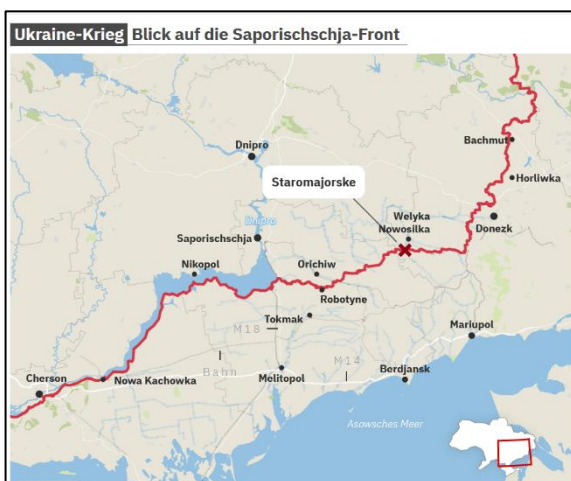 Ukraine-Krieg Blick auf die Saporischschja-Front
Bachmut
Dnipro
Horliwka
Staromajorske
Welyka
Nowosilka
Donezk
Dnipro
Saporischschja
Nikopol
Orichiw
Robotyne
Tokmak
M18
Mariupol
M14
Bahn
Cherson
Nowa Kachowka
Melitopol
Berdjansk
Asowsches Meer